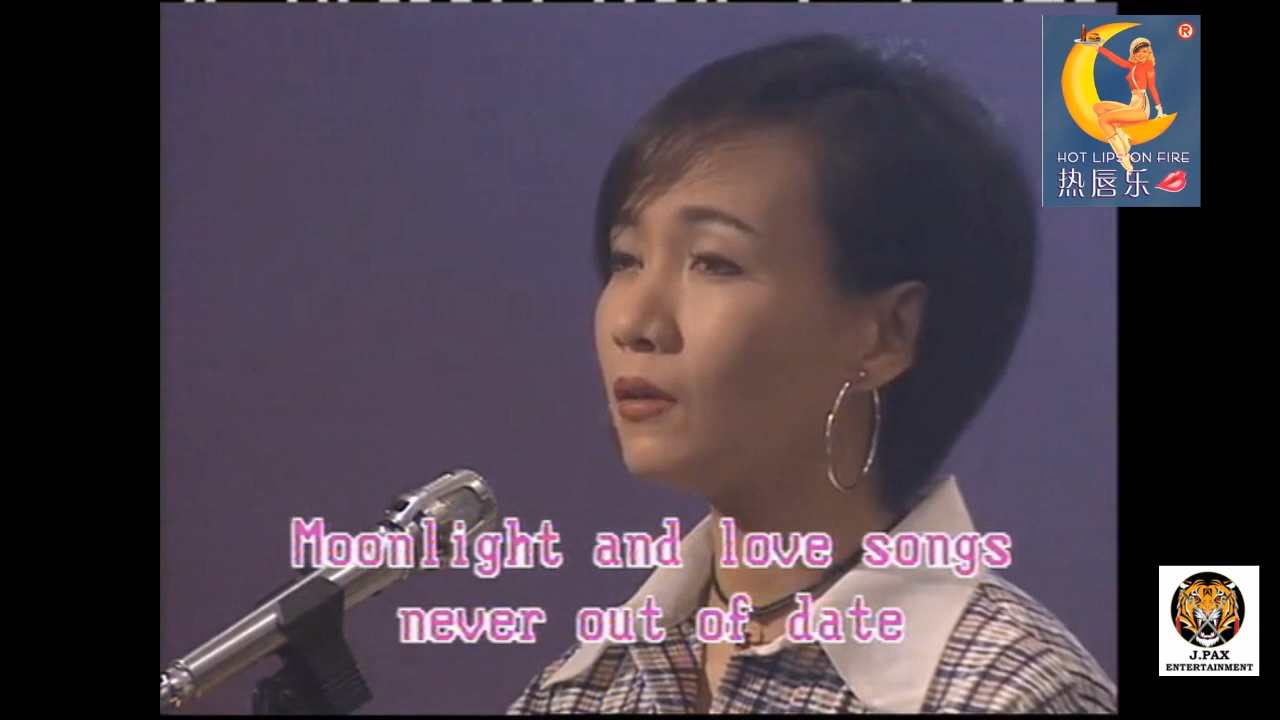 ®
HOT LIPS ON FIRE
热唇乐
Moonlight and love songs
never out of date
J.PAX
ENTERTAINMENT